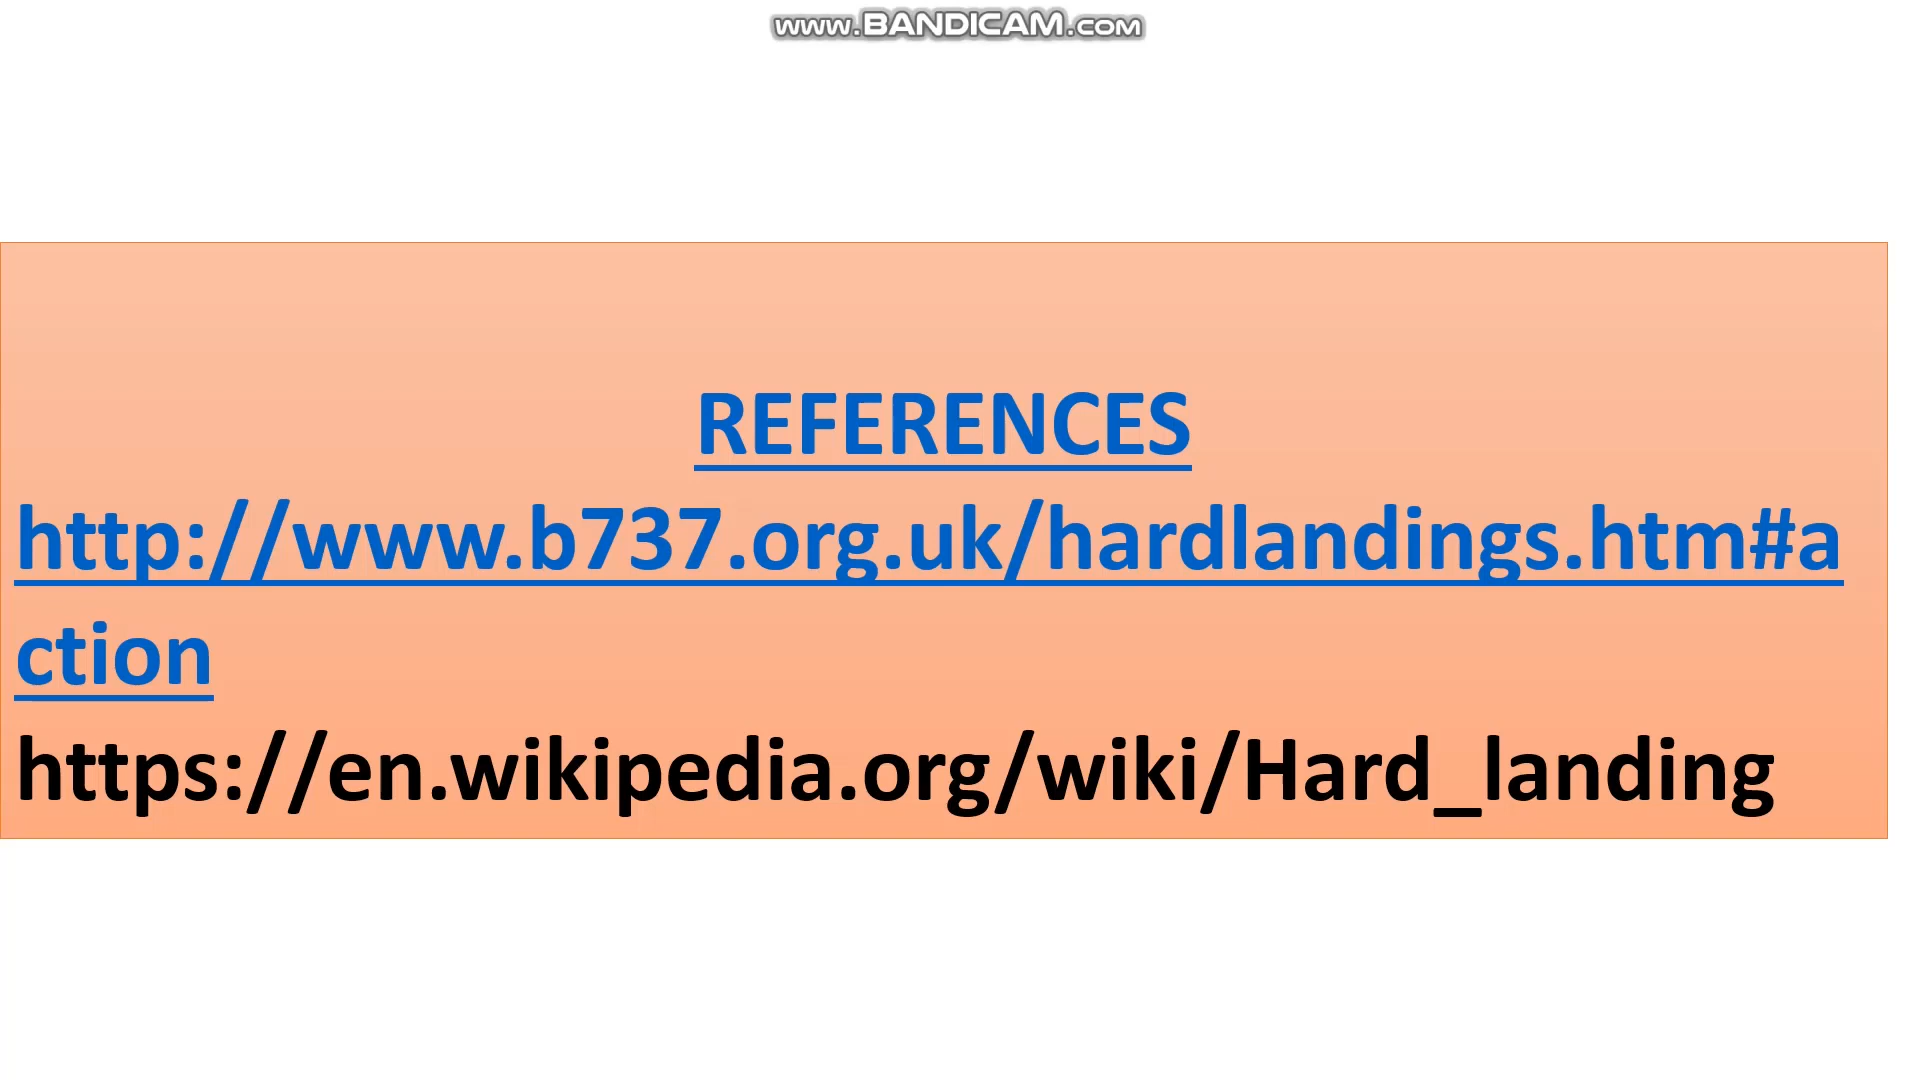 www.BANDICAM.com
REFERENCES
http://www.b737.org.uk/hardlandings.htm#a
ction
https://en.wikipedia.org/wiki/Hard_landing